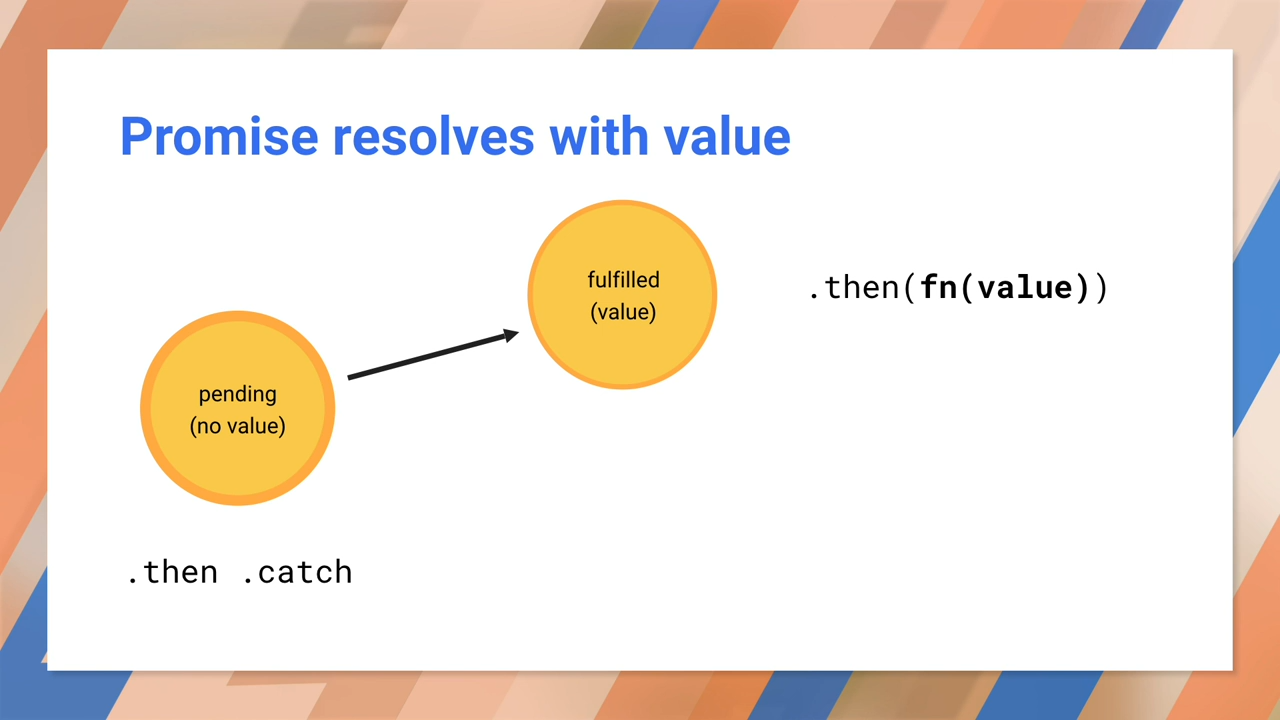 Promise resolves with value
fulfilled
(value)
.then(fn(value))
pending
(no value)
.then .catch